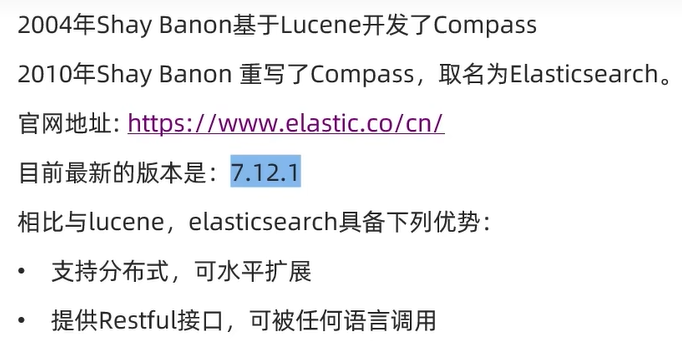 2004年Shay Banon基于Lucene开发了Compass
2010年Shay Banon 重写了Compass，取名为Elasticsearch。
官网地址: https://www.elastic.co/cn/
目前最新的版本是：7.12.1
相比与lucene，elasticsearch具备下列优势：
• 支持分布式，可水平扩展
• 提供Restful接口，可被任何语言调用